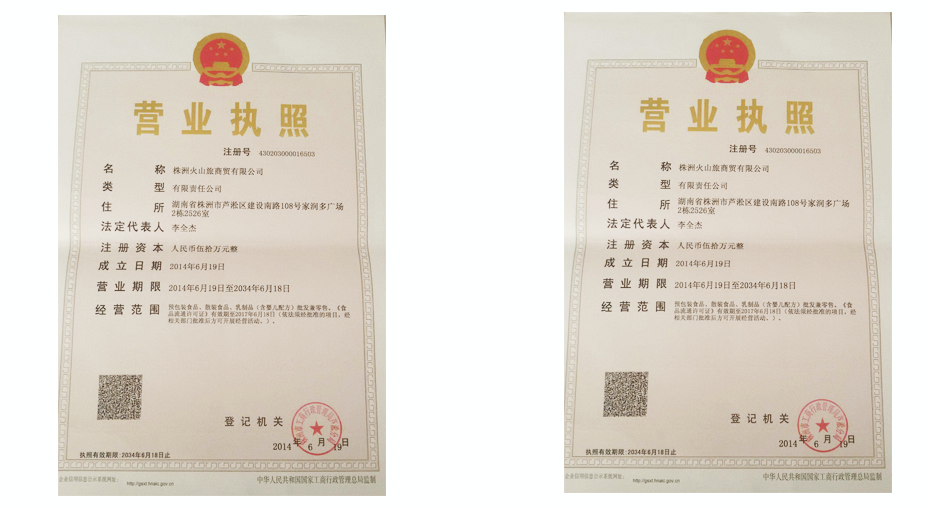 营业执照
注册号 430203000016503
名 称 株洲火山旅商贸有限公司
类 型 有限责任公司
住 所 湖南省株洲市芦淞区建设南路108号家润多广场
2栋2526室
法定代表人 李全杰
注册资本 人民币伍拾万元整
成立日期 2014年6月19日
营业期限 2014年6月19日至2034年6月18日
经营范围 预包装食品、散装食品、乳制品（含婴儿配方）批发兼零售。《食
品流通许可证》有效期至2017年6月18日（依法须经批准的项目，经
相关部门批准后方可开展经营活动。）。
登记机关
2014年6月19日
执照有效期限:2034年6月18日止
企业信用信息公示系统网址：
http://gsxt.hnaic.gov.cn
中华人民共和国国家工商行政管理总局监制
营业执照
注册号 430203000016503
名 称 株洲火山旅商贸有限公司
类 型 有限责任公司
住 所 湖南省株洲市芦淞区建设南路108号家润多广场
2栋2526室
法定代表人 李全杰
注册资本 人民币伍拾万元整
成立日期 2014年6月19日
营业期限 2014年6月19日至2034年6月18日
经营范围 预包装食品、散装食品、乳制品（含婴儿配方）批发兼零售。《食
品流通许可证》有效期至2017年6月18日（依法须经批准的项目，经
相关部门批准后方可开展经营活动。）。
登记机关
2014年6月19日
执照有效期限:2034年6月18日止
企业信用信息公示系统网址：
http://gsxt.hnaic.gov.cn
中华人民共和国国家工商行政管理总局监制